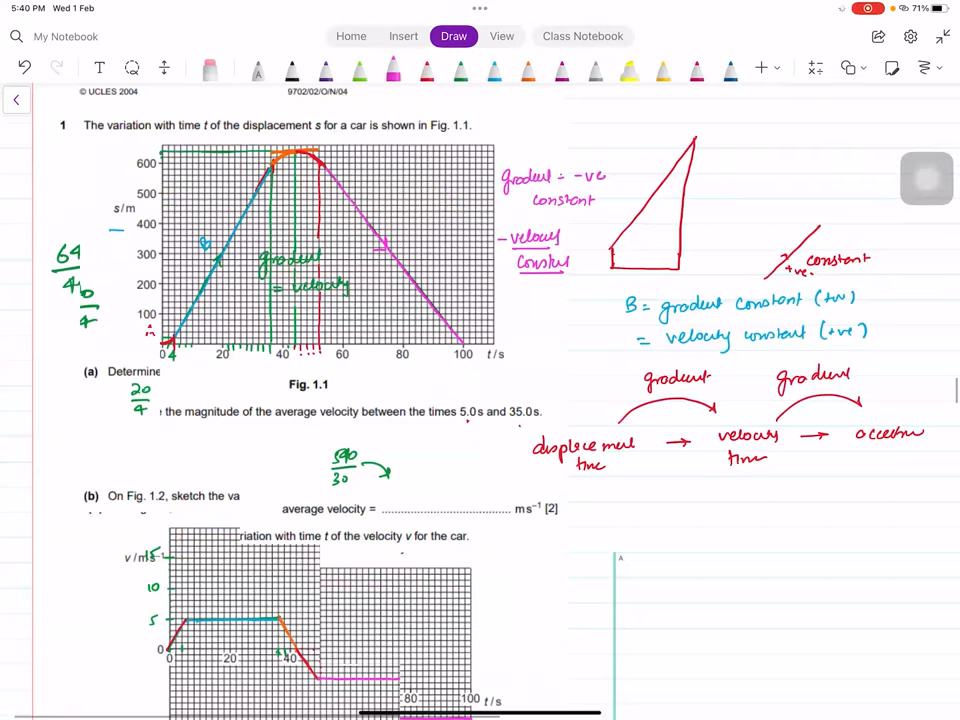 5:40 PM Wed 1 Feb
71%
My Notebook
Home Insert Draw View Class Notebook
© UCLES 2004 9702/02/O/N/04
1 The variation with time t of the displacement s for a car is shown in Fig. 1.1.
600
500
s/m
400
300
200
100
0
0 20 40 60 80 100 t/s
B
A
4
gradient
= velocity
gradient = -ve
constant
- velocity
constant
constant
+ve.
B = gradient constant (+ve)
= velocity constant (+ve)
gradient gradient
displacement → velocity →
time time
64
4
20
4
(a) Determine
Fig. 1.1
the magnitude of the average velocity between the times 5.0 s and 35.0 s.
590
30
average velocity = ........................................ m s⁻¹ [2]
(b) On Fig. 1.2, sketch the va
riation with time t of the velocity v for the car.
v/m s⁻¹
15
10
5
0
0 20 40 80 100 t/s
A